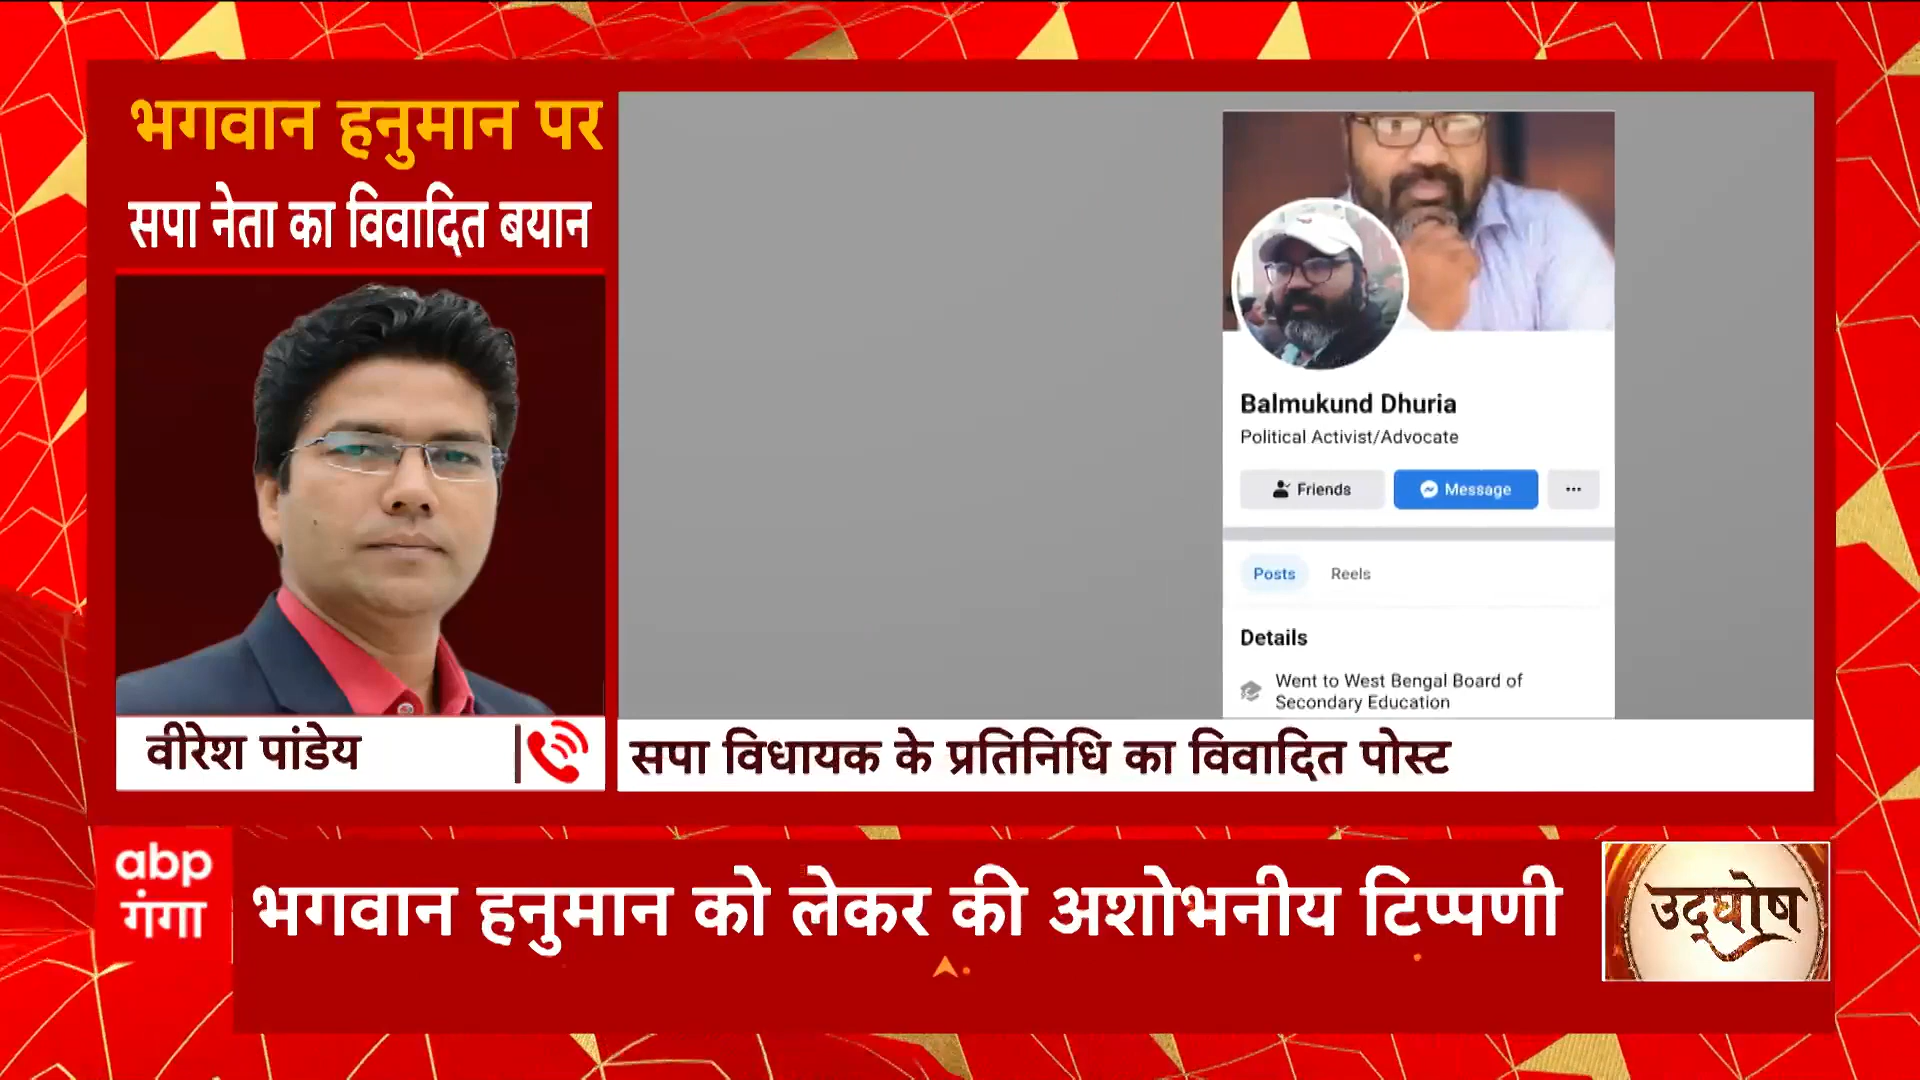 भगवान हनुमान पर
सपा नेता का विवादित बयान
वीरेश पांडेय
Balmukund Dhuria
Political Activist/Advocate
Friends
Message
Posts
Reels
Details
Went to West Bengal Board of
Secondary Education
सपा विधायक के प्रतिनिधि का विवादित पोस्ट
abp
गंगा
भगवान हनुमान को लेकर की अशोभनीय टिप्पणी
उद्घोष